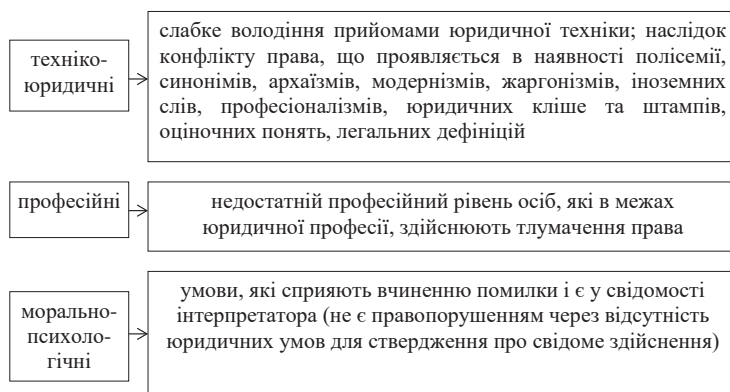 техніко-
юридичні
слабке володіння прийомами юридичної техніки; наслідок
конфлікту права, що проявляється в наявності полісемії,
синонімів, архаїзмів, модернізмів, жаргонізмів, іноземних
слів, професіоналізмів, юридичних кліше та штампів,
оціночних понять, легальних дефініцій
професійні
недостатній професійний рівень осіб, які в межах
юридичної професії, здійснюють тлумачення права
морально-
психоло-
гічні
умови, які сприяють вчиненню помилки і є у свідомості
інтерпретатора (не є правопорушенням через відсутність
юридичних умов для ствердження про свідоме здійснення)